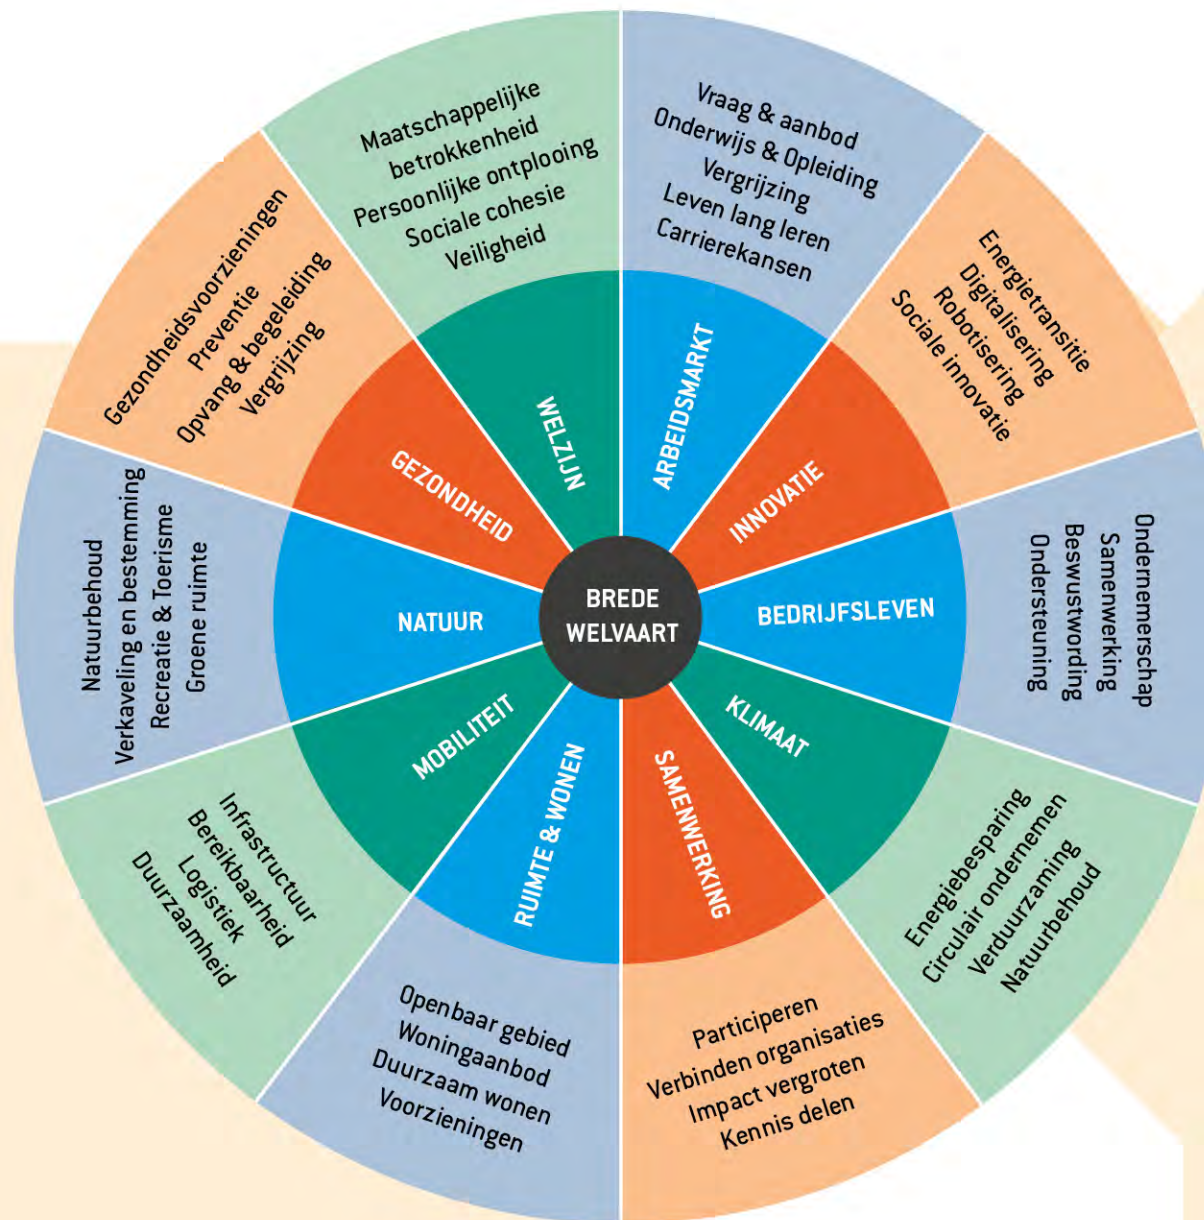 BREDE
WELVAART
ARBEIDSMARKT
Vraag & aanbod
Onderwijs & Opleiding
Vergrijzing
Leven lang leren
Carrierekansen
INNOVATIE
Energietransitie
Digitalisering
Robotisering
Sociale innovatie
BEDRIJFSLEVEN
Ondernemerschap
Samenwerking
Beswustwording
Ondersteuning
KLIMAAT
Energiebesparing
Circulair ondernemen
Verduurzaming
Natuurbehoud
SAMENWERKING
Participeren
Verbinden organisaties
Impact vergroten
Kennis delen
RUIMTE & WONEN
Openbaar gebied
Woningaanbod
Duurzaam wonen
Voorzieningen
MOBILITEIT
Infrastructuur
Bereikbaarheid
Logistiek
Duurzaamheid
NATUUR
Natuurbehoud
Verkaveling en bestemming
Recreatie & Toerisme
Groene ruimte
GEZONDHEID
Gezondheidsvoorzieningen
Preventie
Opvang & begeleiding
Vergrijzing
WELZIJN
Maatschappelijke
betrokkenheid
Persoonlijke ontplooing
Sociale cohesie
Veiligheid